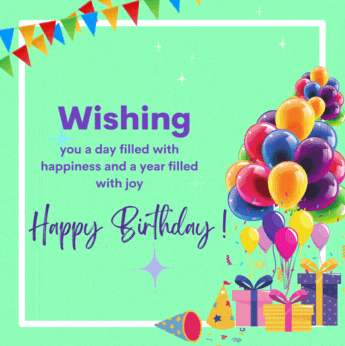 Wishing
you a day filled with
happiness and a year filled
with joy
Happy Birthday !